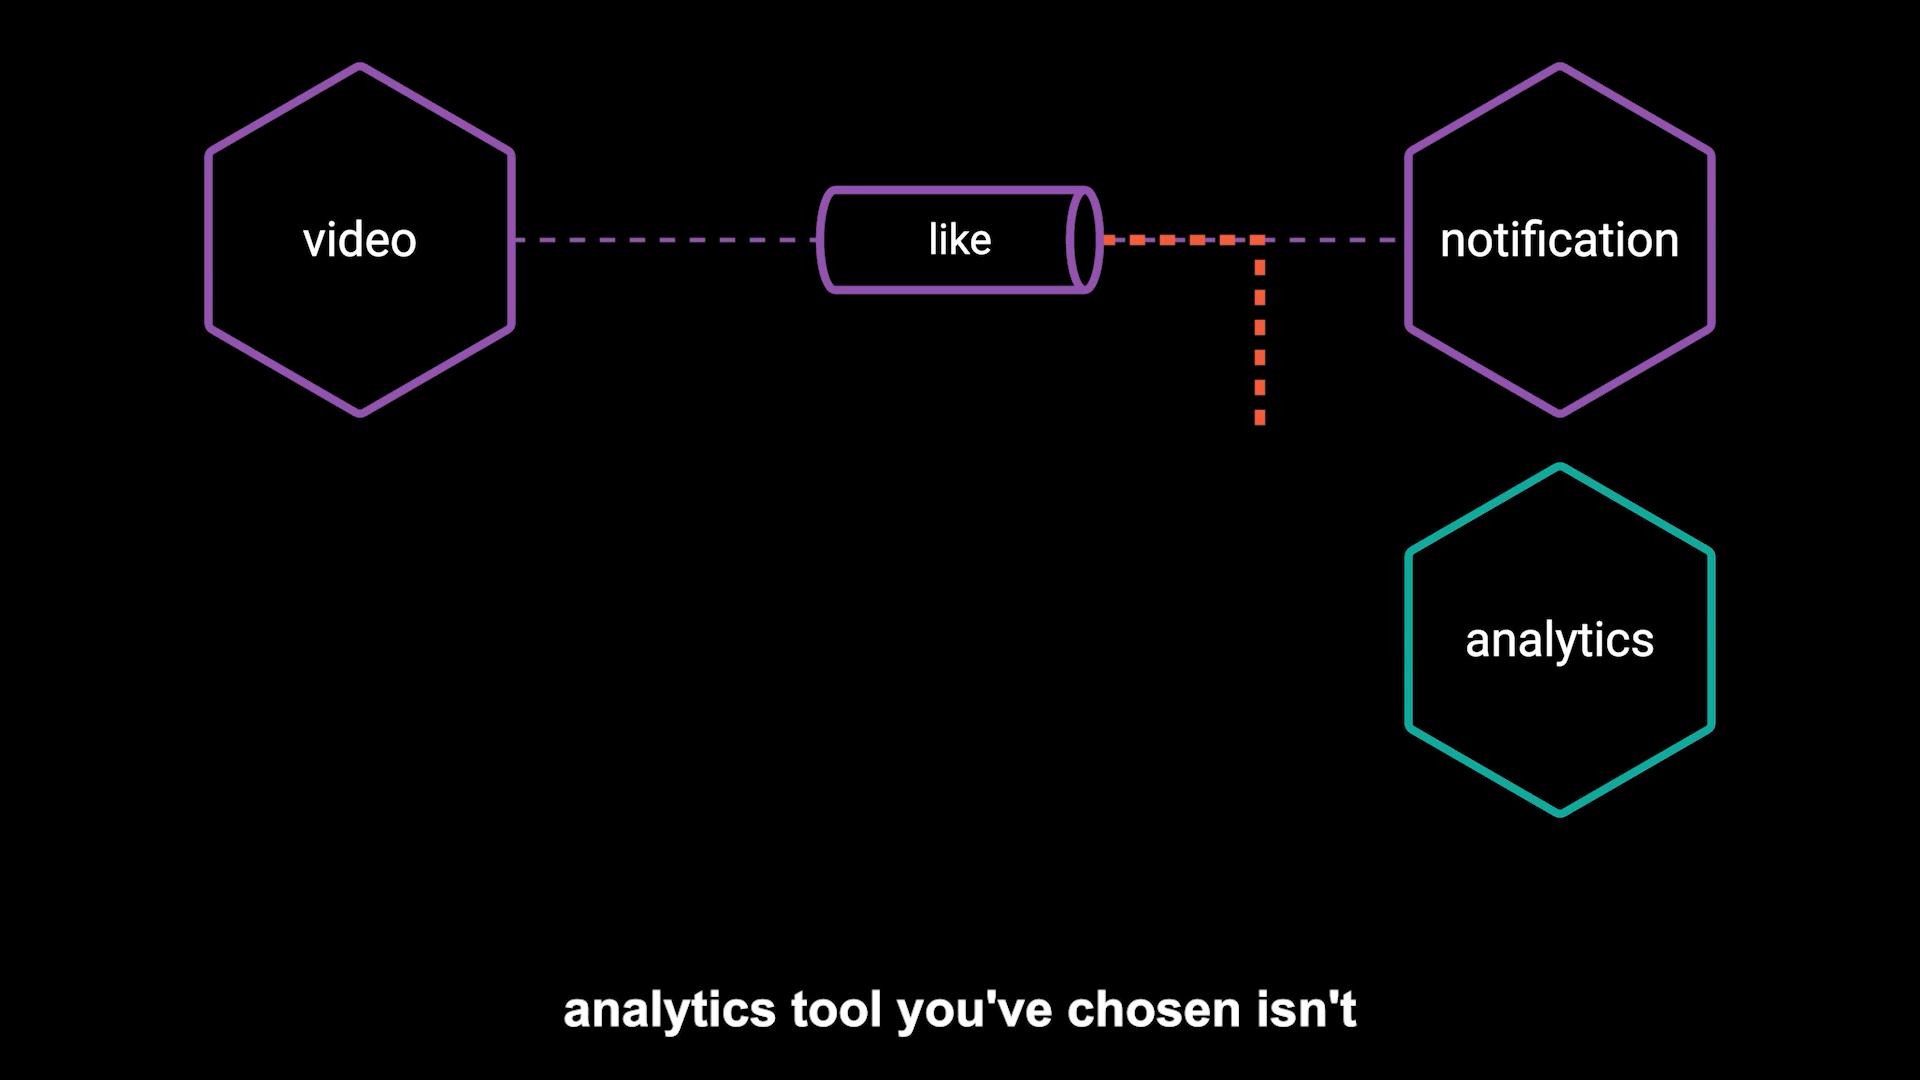 video
like
notification
analytics
analytics tool you've chosen isn't